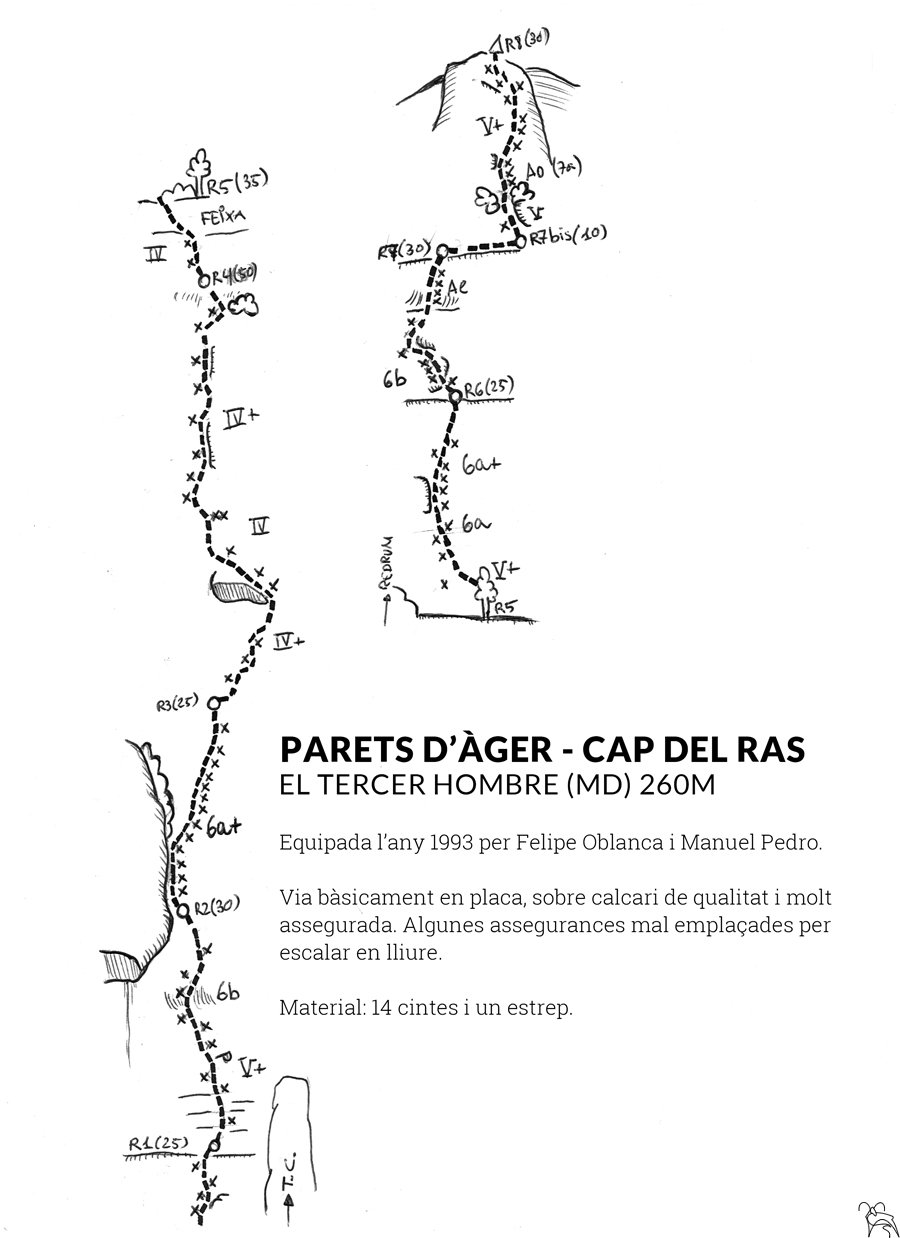 R8(30)
V+
A0 (7a)
V
R7bis(10)
R7(30)
Ae
6b
R6(25)
6a+
6a
V+
R5
REDRUM
R5(35)
FEIXA
IV
R4(50)
IV+
IV
IV+
R3(25)
6a+
R2(30)
6b
V+
R1(25)
T.C.
PARETS D’ÀGER - CAP DEL RAS
EL TERCER HOMBRE (MD) 260M
Equipada l’any 1993 per Felipe Oblanca i Manuel Pedro.
Via bàsicament en placa, sobre calcari de qualitat i molt
assegurada. Algunes assegurances mal emplaçades per
escalar en lliure.
Material: 14 cintes i un estrep.